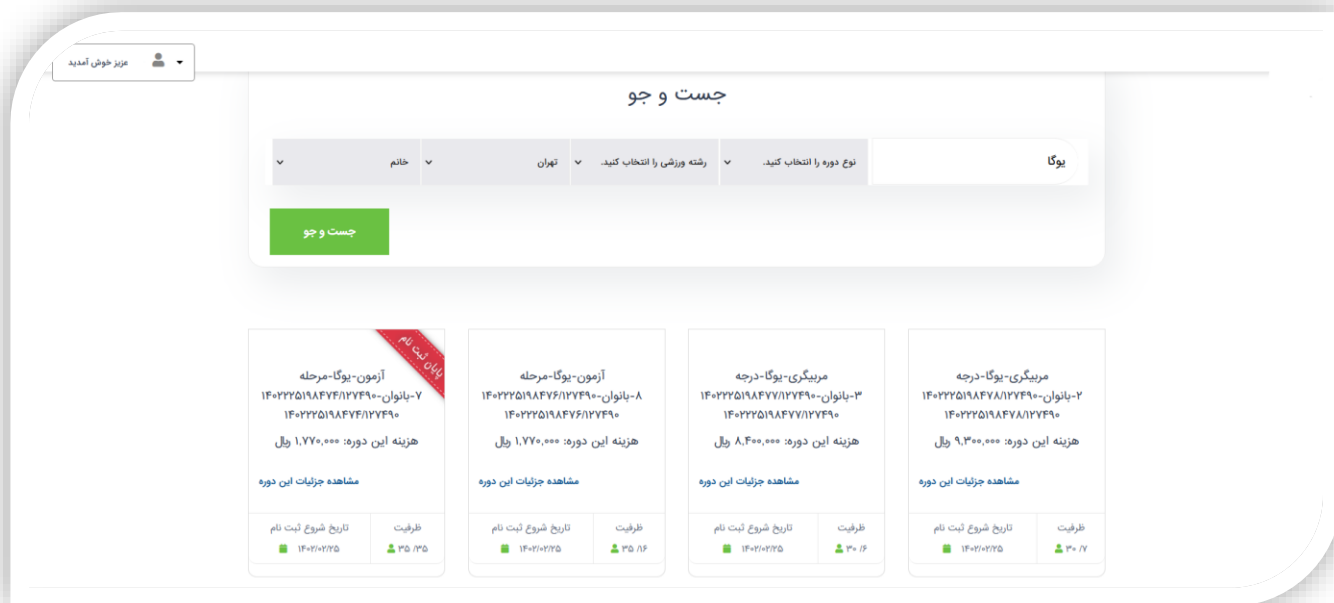 عزیز خوش آمدید
جست و جو
یوگا
نوع دوره را انتخاب کنید.
رشته ورزشی را انتخاب کنید.
تهران
خانم
جست و جو
مربیگری-یوگا-درجه
۲-بانوان-۱۴۰۲۲۲۵۱۹۸۴۷۸/۱۲۷۴۹۰
۱۴۰۲۲۲۵۱۹۸۴۷۸/۱۲۷۴۹۰
هزینه این دوره: ۹,۳۰۰,۰۰۰ ریال
مشاهده جزئیات این دوره
ظرفیت
۳۰ /۷
تاریخ شروع ثبت نام
۱۴۰۲/۰۲/۲۵
مربیگری-یوگا-درجه
۳-بانوان-۱۴۰۲۲۲۵۱۹۸۴۷۷/۱۲۷۴۹۰
۱۴۰۲۲۲۵۱۹۸۴۷۷/۱۲۷۴۹۰
هزینه این دوره: ۸,۴۰۰,۰۰۰ ریال
مشاهده جزئیات این دوره
ظرفیت
۳۰ /۶
تاریخ شروع ثبت نام
۱۴۰۲/۰۲/۲۵
آزمون-یوگا-مرحله
۸-بانوان-۱۴۰۲۲۲۵۱۹۸۴۷۶/۱۲۷۴۹۰
۱۴۰۲۲۲۵۱۹۸۴۷۶/۱۲۷۴۹۰
هزینه این دوره: ۱,۷۷۰,۰۰۰ ریال
مشاهده جزئیات این دوره
ظرفیت
۳۵ /۱۶
تاریخ شروع ثبت نام
۱۴۰۲/۰۲/۲۵
پایان ثبت نام
آزمون-یوگا-مرحله
۷-بانوان-۱۴۰۲۲۲۵۱۹۸۴۷۴/۱۲۷۴۹۰
۱۴۰۲۲۲۵۱۹۸۴۷۴/۱۲۷۴۹۰
هزینه این دوره: ۱,۷۷۰,۰۰۰ ریال
مشاهده جزئیات این دوره
ظرفیت
۳۵ /۳۵
تاریخ شروع ثبت نام
۱۴۰۲/۰۲/۲۵